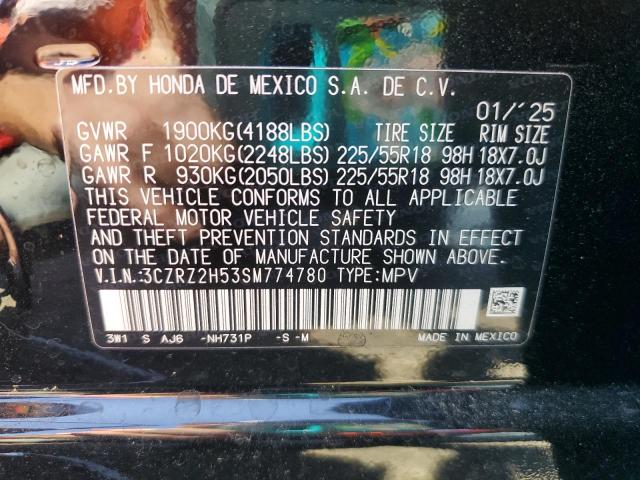 MFD.BY HONDA DE MEXICO S.A. DE C.V.
01/'25
GVWR 1900KG(4188LBS) TIRE SIZE RIM SIZE
GAWR F 1020KG(2248LBS) 225/55R18 98H 18X7.0J
GAWR R 930KG(2050LBS) 225/55R18 98H 18X7.0J
THIS VEHICLE CONFORMS TO ALL APPLICABLE
FEDERAL MOTOR VEHICLE SAFETY
AND THEFT PREVENTION STANDARDS IN EFFECT
ON THE DATE OF MANUFACTURE SHOWN ABOVE.
V.I.N.:3CZRZ2H53SM774780 TYPE:MPV
3W1 S AJ6 -NH731P -S -M MADE IN MEXICO